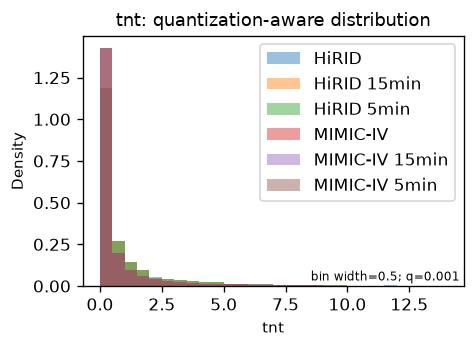 tnt: quantization-aware distribution
HiRID
HiRID 15min
HiRID 5min
MIMIC-IV
MIMIC-IV 15min
MIMIC-IV 5min
Density
1.25
1.00
0.75
0.50
0.25
0.00
bin width=0.5; q=0.001
0.0 2.5 5.0 7.5 10.0 12.5
tnt